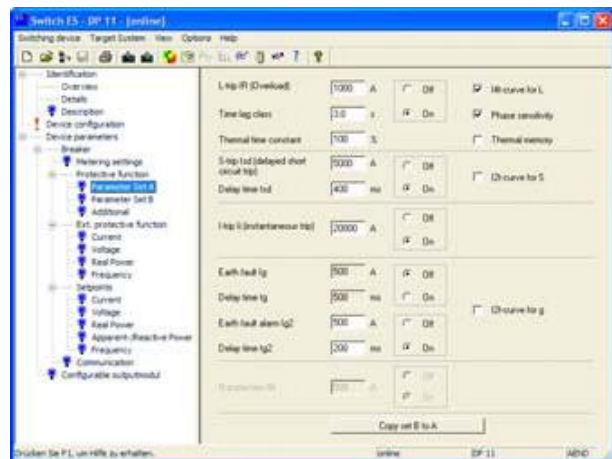 Switch ES - DP 11 - [online]
Switching device Target System View Options Help
Identification
Overview
Details
Description
Device configuration
Device parameters
Breaker
Metering settings
Protective function
Parameter Set A
Parameter Set B
Additional
Ext. protective function
Current
Voltage
Real Power
Frequency
Setpoints
Current
Voltage
Real Power
Apparent-/Reactive Power
Frequency
Communication
Configurable outputmodul
L-trip IR (Overload) 1000 A Off I4t-curve for L
Time lag class 3.0 s On Phase sensitivity
Thermal time constant 100 % Thermal memory
S-trip Isd (delayed short circuit trip) 5000 A Off I2t-curve for S
Delay time tsd 400 ms On
I-trip Ii (instantaneous trip) 20000 A Off
On
Earth fault Ig 500 A Off
Delay time tg 500 ms On I2t-curve for g
Earth fault alarm Ig2 500 A Off
Delay time tg2 200 ms On
Copy set B to A
Drücken Sie F1, um Hilfe zu erhalten. online DP 11 AEND